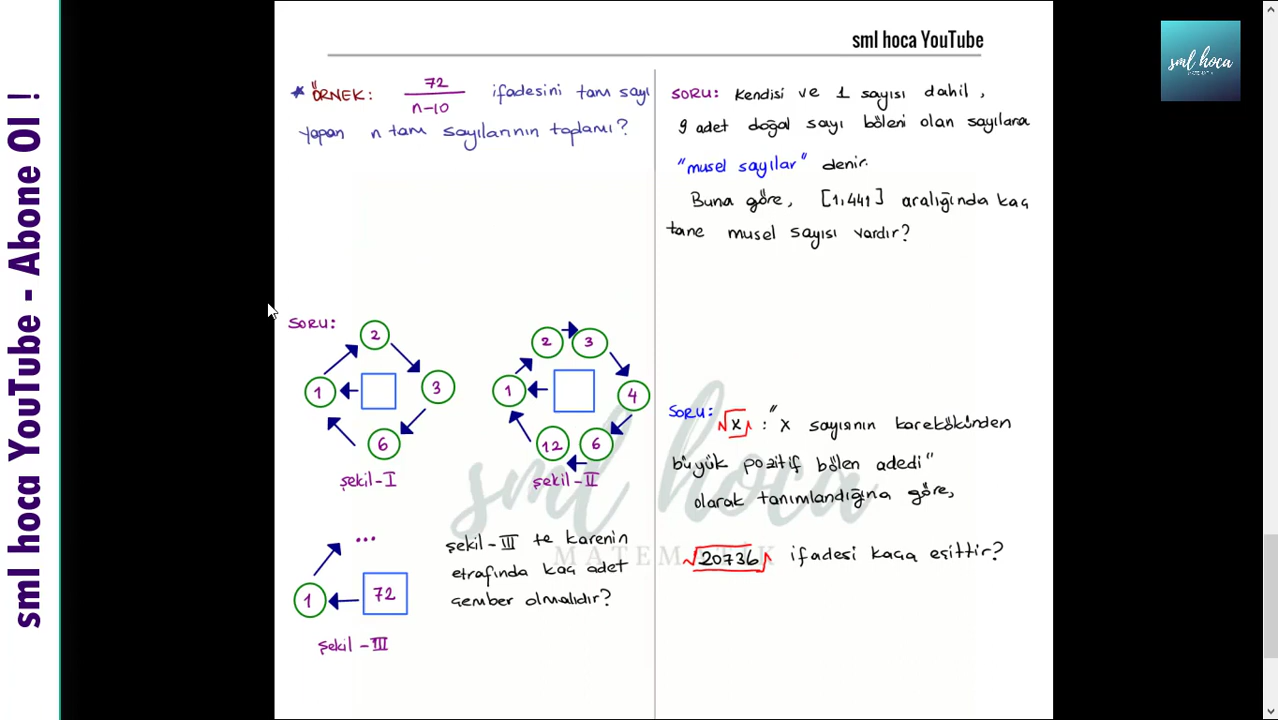 sml hoca YouTube - Abone Ol !
sml hoca YouTube
sml hoca
MATEMATİK
* ÖRNEK: 72 / n-10 ifadesini tam sayı
yapan n tam sayılarının toplamı?
SORU:
2
1
3
6
şekil-I
2 3
1
4
12 6
şekil-II
...
1 72
şekil-III
şekil-III te karenin
etrafında kaç adet
çember olmalıdır?
SORU: Kendisi ve 1 sayısı dahil,
9 adet doğal sayı böleni olan sayılara
"musel sayılar" denir.
Buna göre, [1,441] aralığında kaç
tane musel sayısı vardır?
SORU: √x : "x sayısının karekökünden
büyük pozitif bölen adedi"
olarak tanımlandığına göre,
√20736 ifadesi kaça eşittir?
sml hoca
MATEMATİK